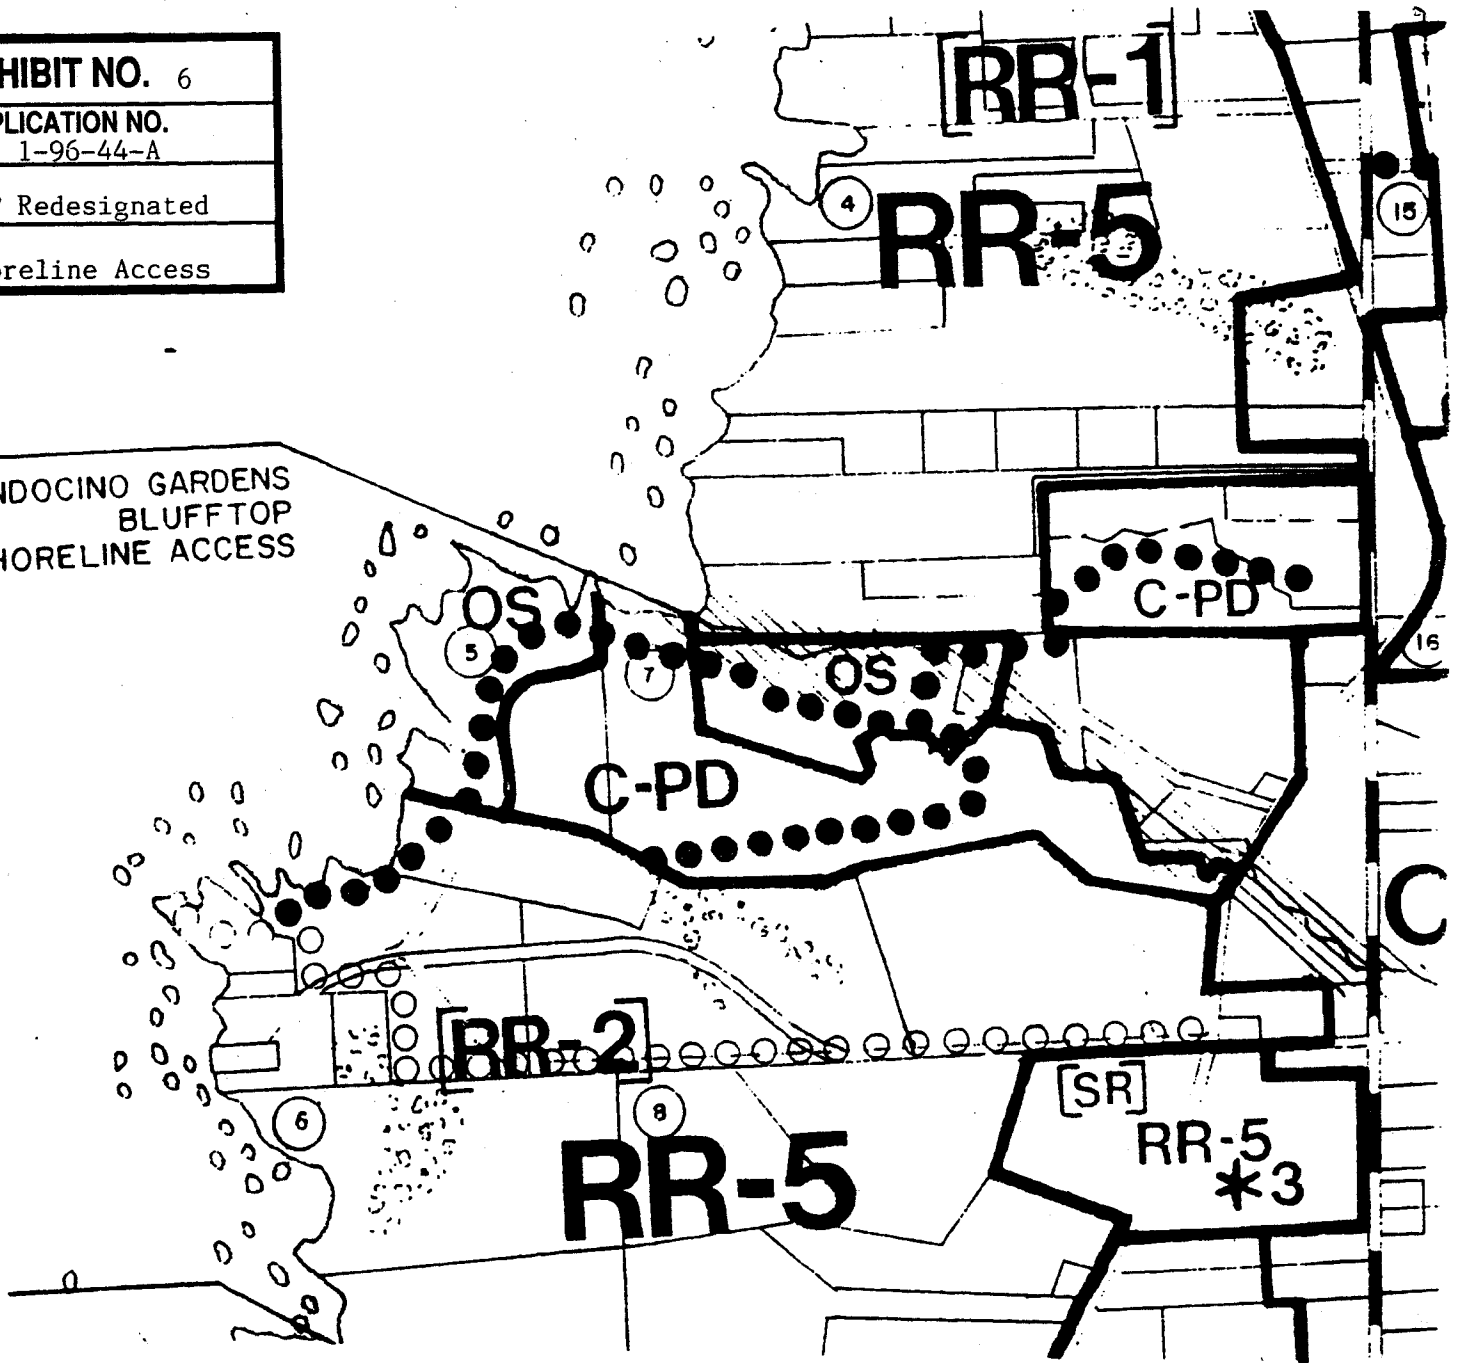 HIBIT NO. 6
PLICATION NO.
1-96-44-A
Redesignated
reline Access
NDOCINO GARDENS
BLUFFTOP
HORELINE ACCESS
[RR-1]
RR-5
4
15
C-PD
16
OS
5
7
OS
C-PD
C
[RR-2]
6
8
RR-5
[SR]
RR-5
*3